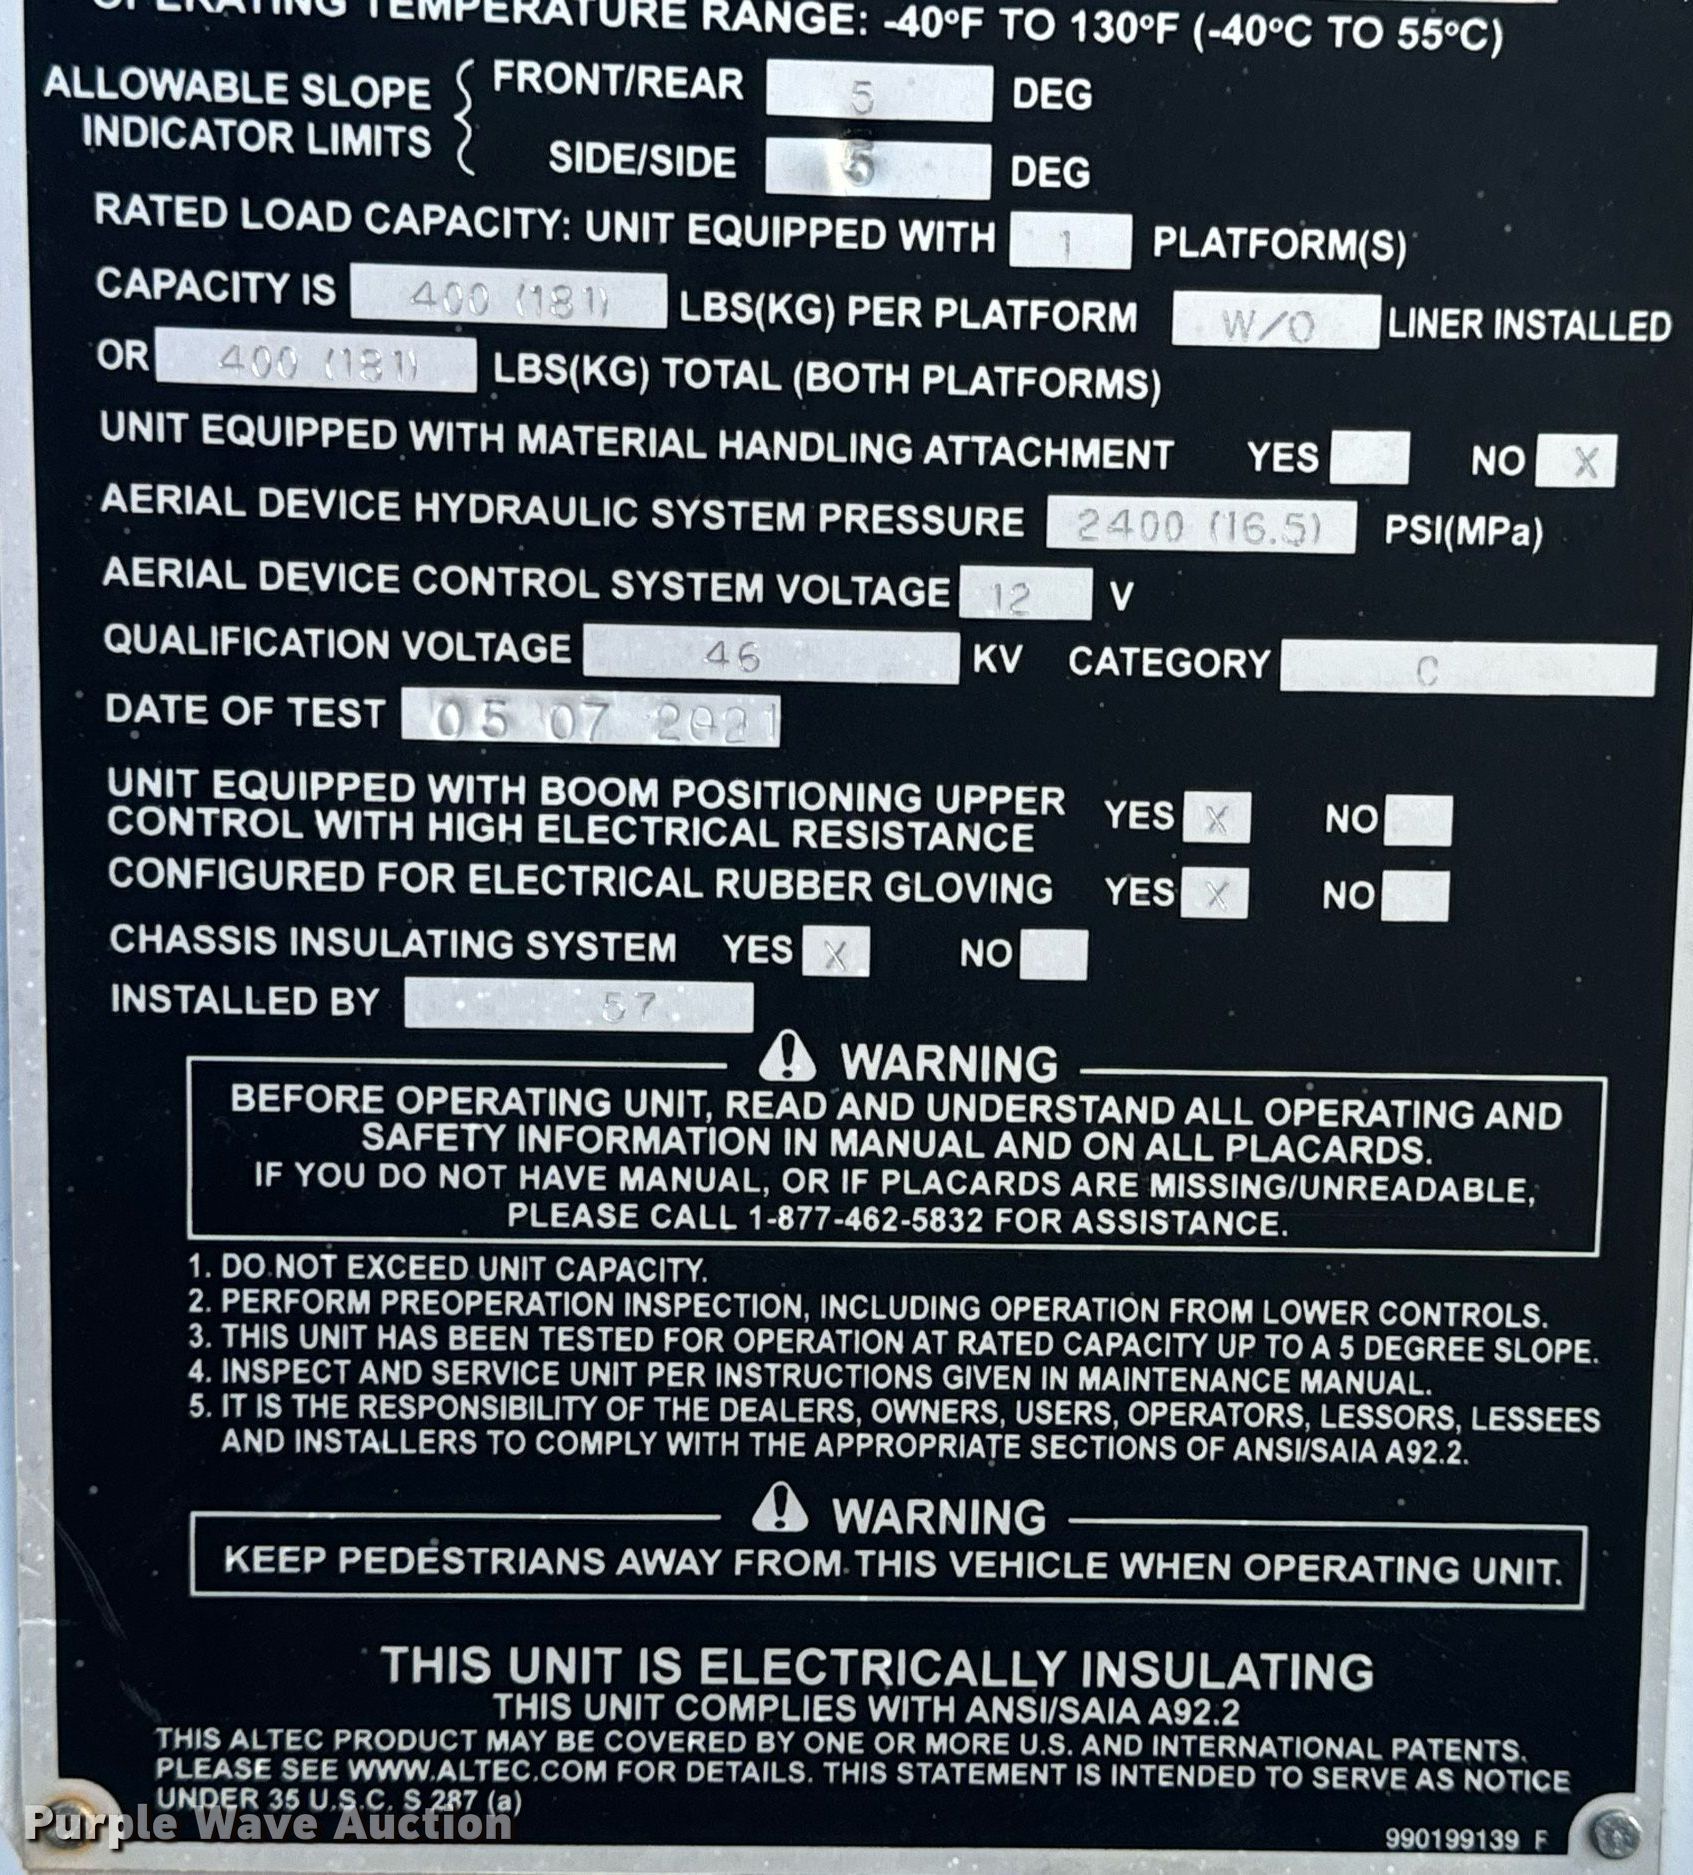 OPERATING TEMPERATURE RANGE: -40°F TO 130°F (-40°C TO 55°C)
ALLOWABLE SLOPE INDICATOR LIMITS { FRONT/REAR 5 DEG
SIDE/SIDE 5 DEG
RATED LOAD CAPACITY: UNIT EQUIPPED WITH 1 PLATFORM(S)
CAPACITY IS 400 (181) LBS(KG) PER PLATFORM W/O LINER INSTALLED
OR 400 (181) LBS(KG) TOTAL (BOTH PLATFORMS)
UNIT EQUIPPED WITH MATERIAL HANDLING ATTACHMENT YES NO X
AERIAL DEVICE HYDRAULIC SYSTEM PRESSURE 2400 (16.5) PSI(MPa)
AERIAL DEVICE CONTROL SYSTEM VOLTAGE 12 V
QUALIFICATION VOLTAGE 46 KV CATEGORY C
DATE OF TEST 05 07 2021
UNIT EQUIPPED WITH BOOM POSITIONING UPPER
CONTROL WITH HIGH ELECTRICAL RESISTANCE YES X NO
CONFIGURED FOR ELECTRICAL RUBBER GLOVING YES X NO
CHASSIS INSULATING SYSTEM YES X NO
INSTALLED BY 57
WARNING
BEFORE OPERATING UNIT, READ AND UNDERSTAND ALL OPERATING AND
SAFETY INFORMATION IN MANUAL AND ON ALL PLACARDS.
IF YOU DO NOT HAVE MANUAL, OR IF PLACARDS ARE MISSING/UNREADABLE,
PLEASE CALL 1-877-462-5832 FOR ASSISTANCE.
1. DO NOT EXCEED UNIT CAPACITY.
2. PERFORM PREOPERATION INSPECTION, INCLUDING OPERATION FROM LOWER CONTROLS.
3. THIS UNIT HAS BEEN TESTED FOR OPERATION AT RATED CAPACITY UP TO A 5 DEGREE SLOPE.
4. INSPECT AND SERVICE UNIT PER INSTRUCTIONS GIVEN IN MAINTENANCE MANUAL.
5. IT IS THE RESPONSIBILITY OF THE DEALERS, OWNERS, USERS, OPERATORS, LESSORS, LESSEES
AND INSTALLERS TO COMPLY WITH THE APPROPRIATE SECTIONS OF ANSI/SAIA A92.2.
WARNING
KEEP PEDESTRIANS AWAY FROM THIS VEHICLE WHEN OPERATING UNIT.
THIS UNIT IS ELECTRICALLY INSULATING
THIS UNIT COMPLIES WITH ANSI/SAIA A92.2
THIS ALTEC PRODUCT MAY BE COVERED BY ONE OR MORE U.S. AND INTERNATIONAL PATENTS.
PLEASE SEE WWW.ALTEC.COM FOR DETAILS. THIS STATEMENT IS INTENDED TO SERVE AS NOTICE
UNDER 35 U.S.C. S 287 (a)
Purple Wave Auction
990199139 F